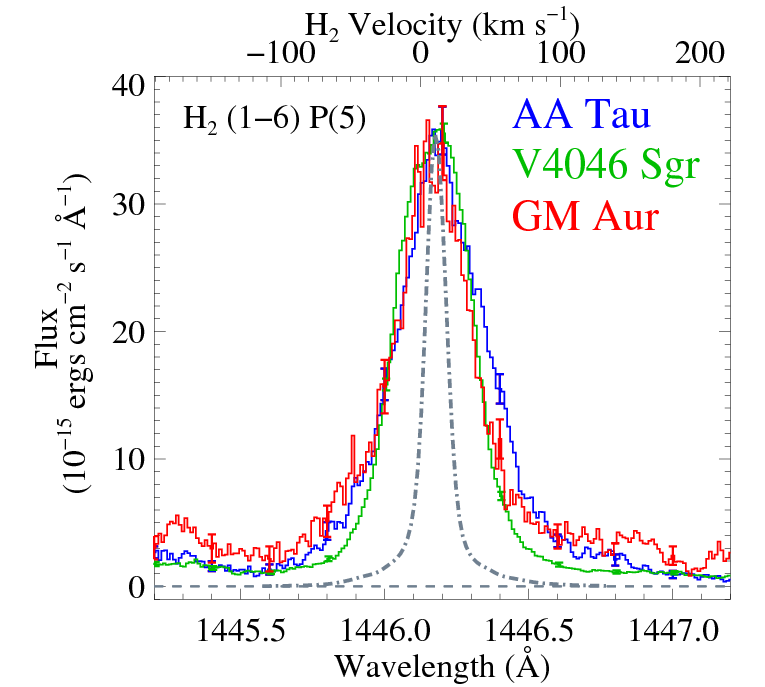 H₂ Velocity (km s⁻¹)
−100 0 100 200
40
30
20
10
0
Flux
(10⁻¹⁵ ergs cm⁻² s⁻¹ Å⁻¹)
H₂ (1−6) P(5)
AA Tau
V4046 Sgr
GM Aur
1445.5 1446.0 1446.5 1447.0
Wavelength (Å)